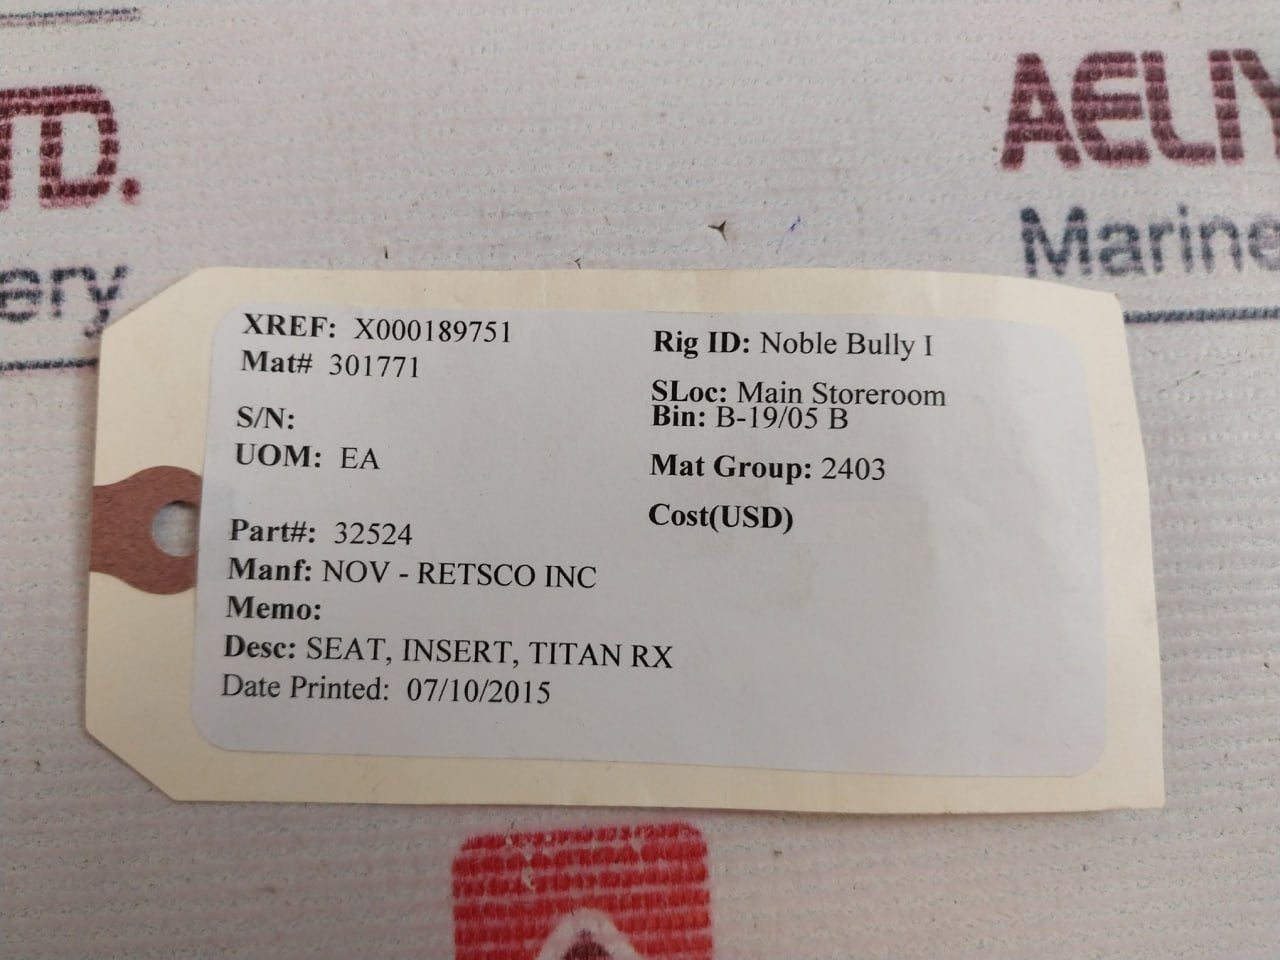 TD.
ery
AELIY
Marine
XREF: X000189751
Mat# 301771
S/N:
UOM: EA
Part#: 32524
Manf: NOV - RETSCO INC
Memo:
Desc: SEAT, INSERT, TITAN RX
Date Printed: 07/10/2015
Rig ID: Noble Bully I
SLoc: Main Storeroom
Bin: B-19/05 B
Mat Group: 2403
Cost(USD)